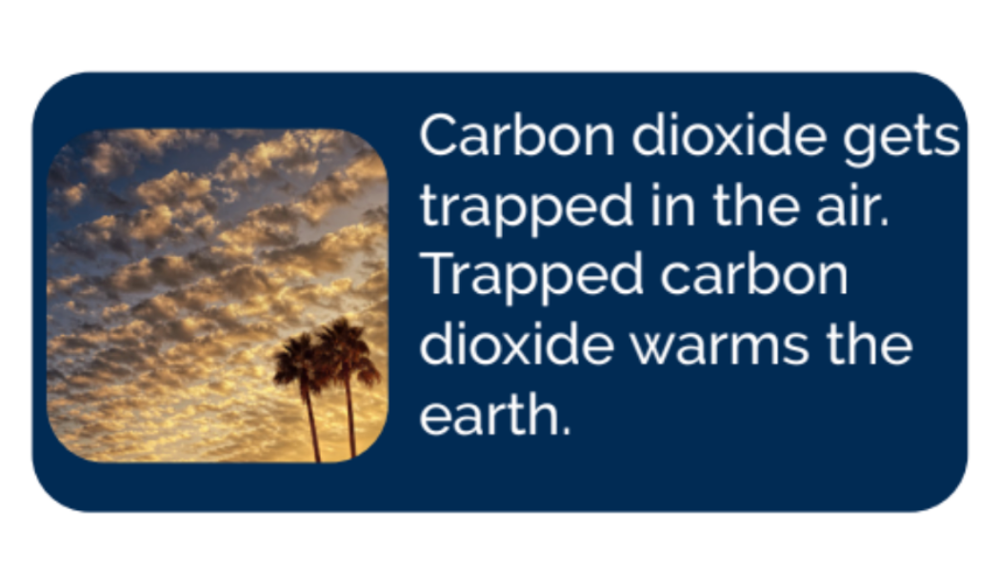 Carbon dioxide gets
trapped in the air.
Trapped carbon
dioxide warms the
earth.